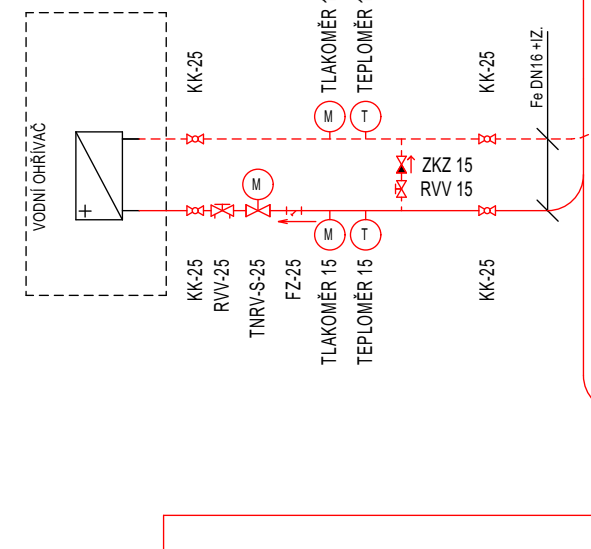 VODNÍ OHŘÍVAČ
+
KK-25
TLAKOMĚR
TEPLOMĚR
KK-25
Fe DN16 +IZ.
M
T
ZKZ 15
RVV 15
M
M
T
KK-25
RVV-25
TNRV-S-25
FZ-25
TLAKOMĚR 15
TEPLOMĚR 15
KK-25